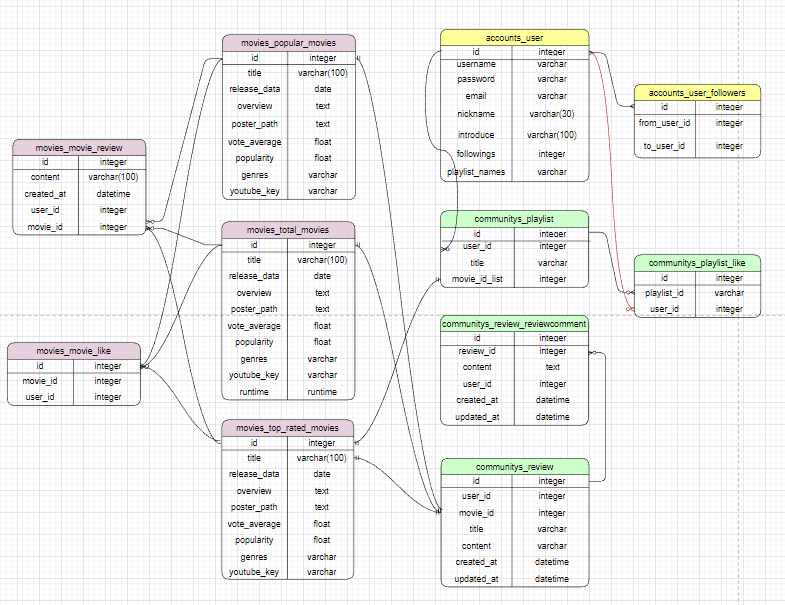 movies_popular_movies
id integer
title varchar(100)
release_data date
overview text
poster_path text
vote_average float
popularity float
genres varchar
youtube_key varchar
accounts_user
id integer
username varchar
password varchar
email varchar
nickname varchar(30)
introduce varchar(100)
followings integer
playlist_names varchar
accounts_user_followers
id integer
from_user_id integer
to_user_id integer
movies_movie_review
id integer
content varchar(100)
created_at datetime
user_id integer
movie_id integer
movies_total_movies
id integer
title varchar(100)
release_data date
overview text
poster_path text
vote_average float
popularity float
genres varchar
youtube_key varchar
runtime runtime
communitys_playlist
id integer
user_id integer
title varchar
movie_id_list integer
communitys_playlist_like
id integer
playlist_id varchar
user_id integer
communitys_review_reviewcomment
id integer
review_id integer
content text
user_id integer
created_at datetime
updated_at datetime
movies_movie_like
id integer
movie_id integer
user_id integer
movies_top_rated_movies
id integer
title varchar(100)
release_data date
overview text
poster_path text
vote_average float
popularity float
genres varchar
youtube_key varchar
communitys_review
id integer
user_id integer
movie_id integer
title varchar
content varchar
created_at datetime
updated_at datetime